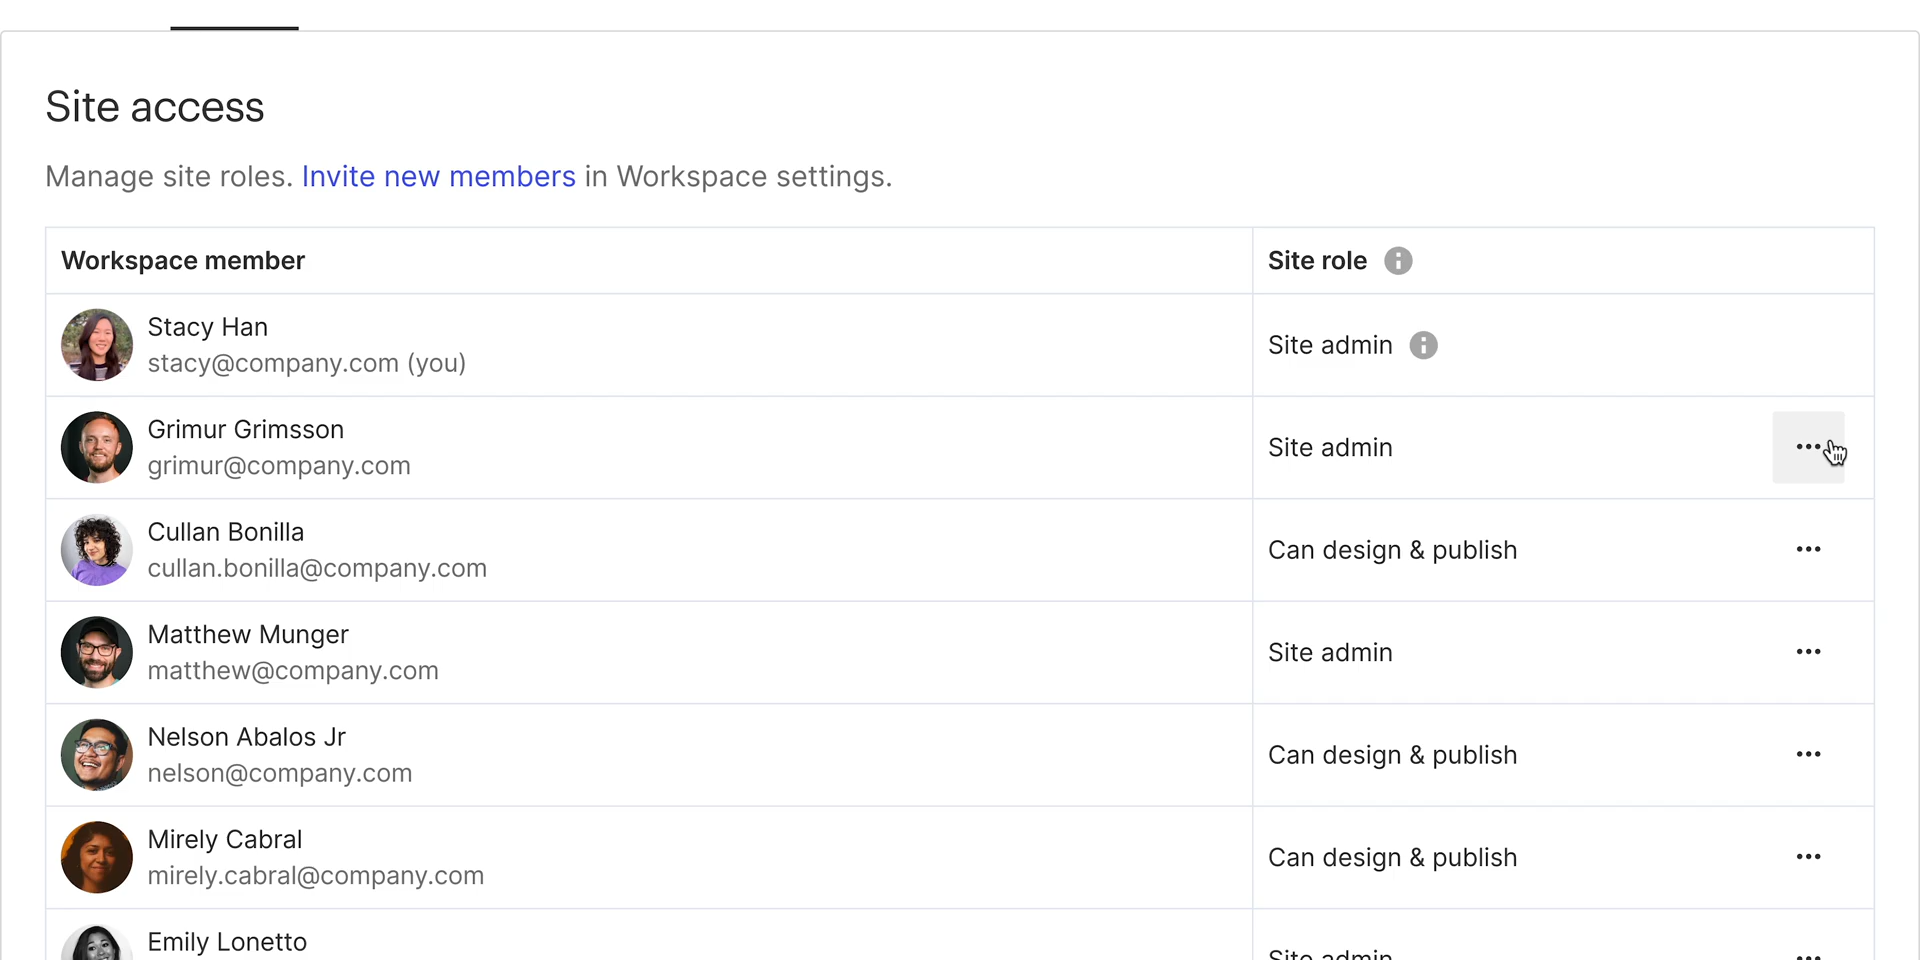 Site access
Manage site roles. Invite new members in Workspace settings.
Workspace member
Site role
Stacy Han
stacy@company.com (you)
Site admin
Grimur Grimsson
grimur@company.com
Site admin
Cullan Bonilla
cullan.bonilla@company.com
Can design & publish
Matthew Munger
matthew@company.com
Site admin
Nelson Abalos Jr
nelson@company.com
Can design & publish
Mirely Cabral
mirely.cabral@company.com
Can design & publish
Emily Lonetto
Site admin